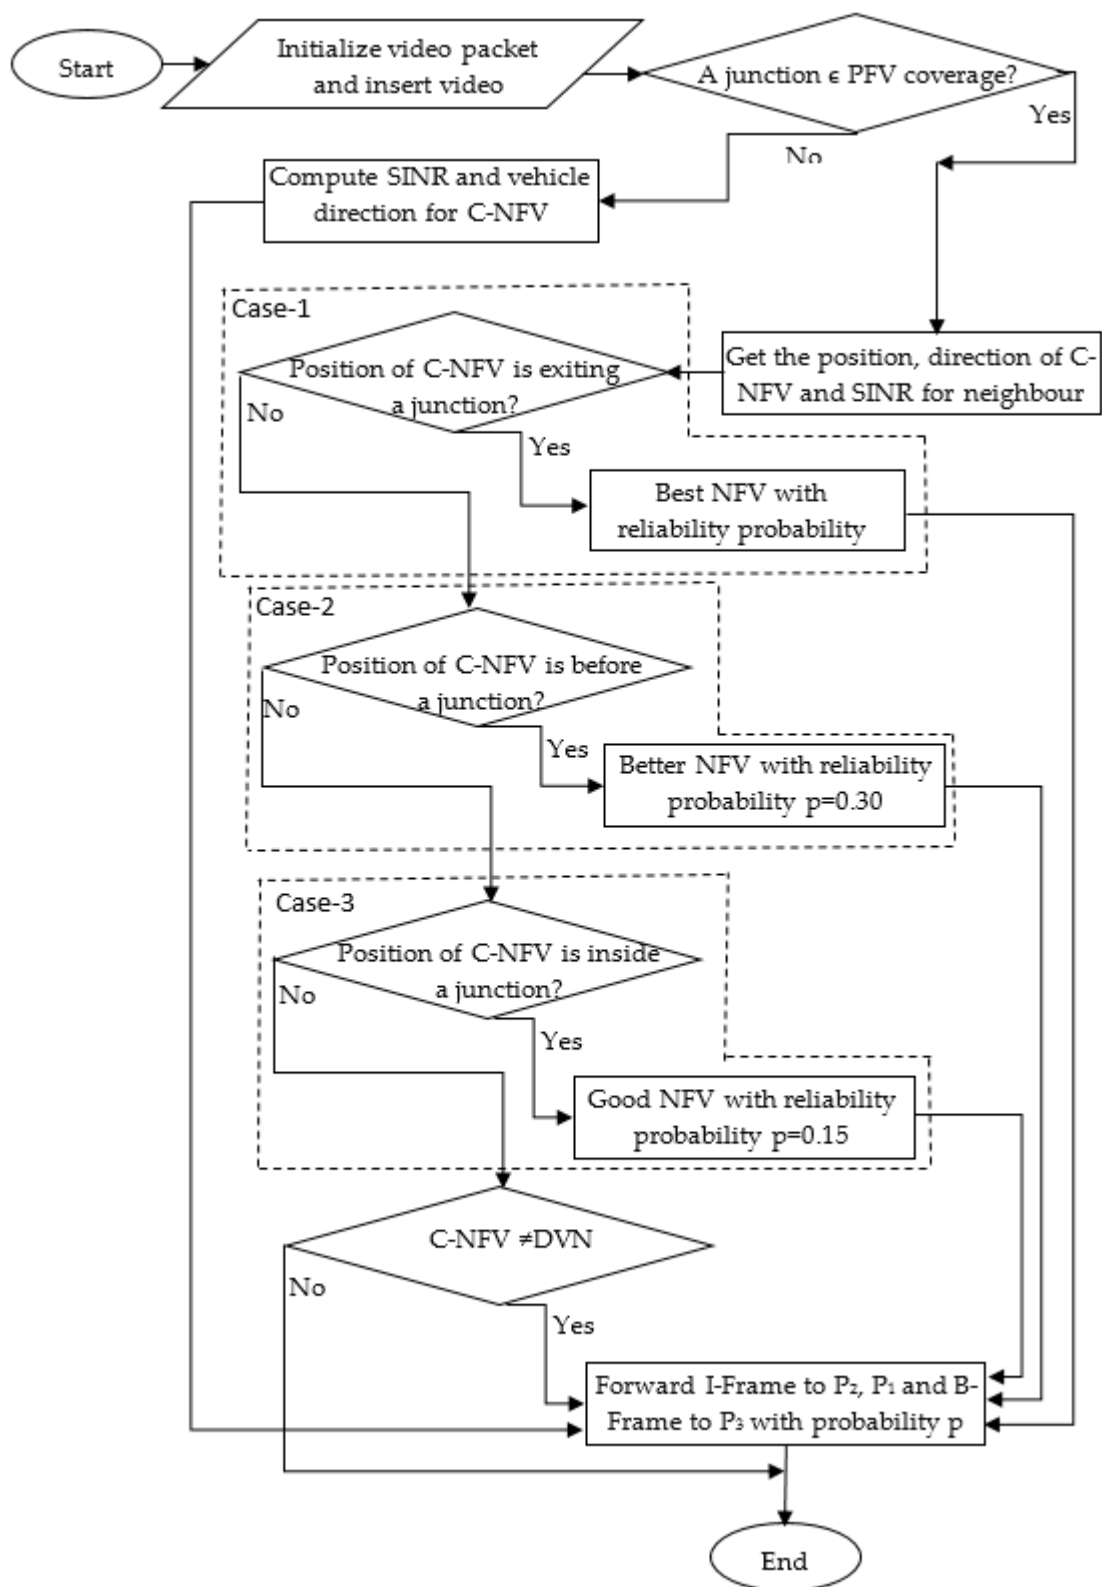 Start
Initialize video packet
and insert video
A junction ϵ PFV coverage?
Yes
No
Compute SINR and vehicle
direction for C-NFV
Case-1
Position of C-NFV is exiting
a junction?
Get the position, direction of C-
NFV and SINR for neighbour
No
Yes
Best NFV with
reliability probability
Case-2
Position of C-NFV is before
a junction?
No
Yes
Better NFV with reliability
probability p=0.30
Case-3
Position of C-NFV is inside
a junction?
No
Yes
Good NFV with reliability
probability p=0.15
C-NFV ≠DVN
No
Yes
Forward I-Frame to P₂, P₁ and B-
Frame to P₃ with probability p
End